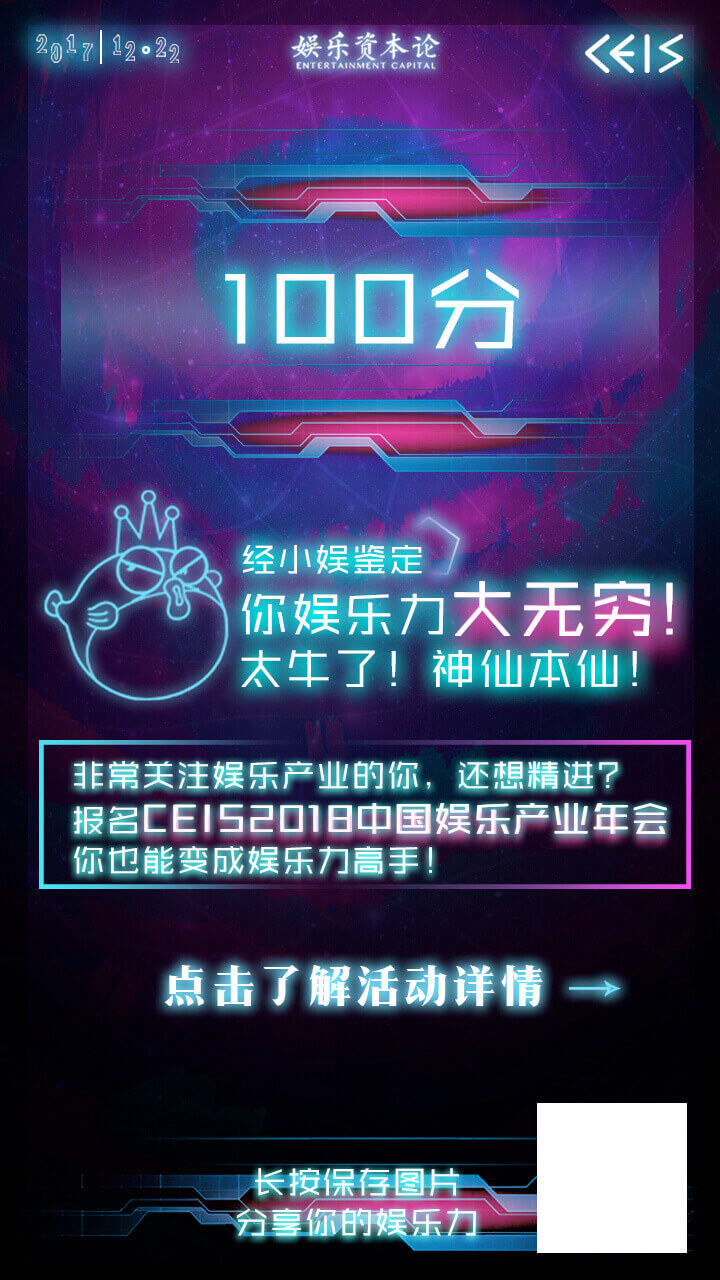 2017|12.22
娱乐资本论
ENTERTAINMENT CAPITAL
CEIS
100分
经小娱鉴定
你娱乐力大无穷!
太牛了!神仙本仙!
非常关注娱乐产业的你,还想精进?
报名CEIS2018中国娱乐产业年会
你也能变成娱乐力高手!
点击了解活动详情 →
长按保存图片
分享你的娱乐力